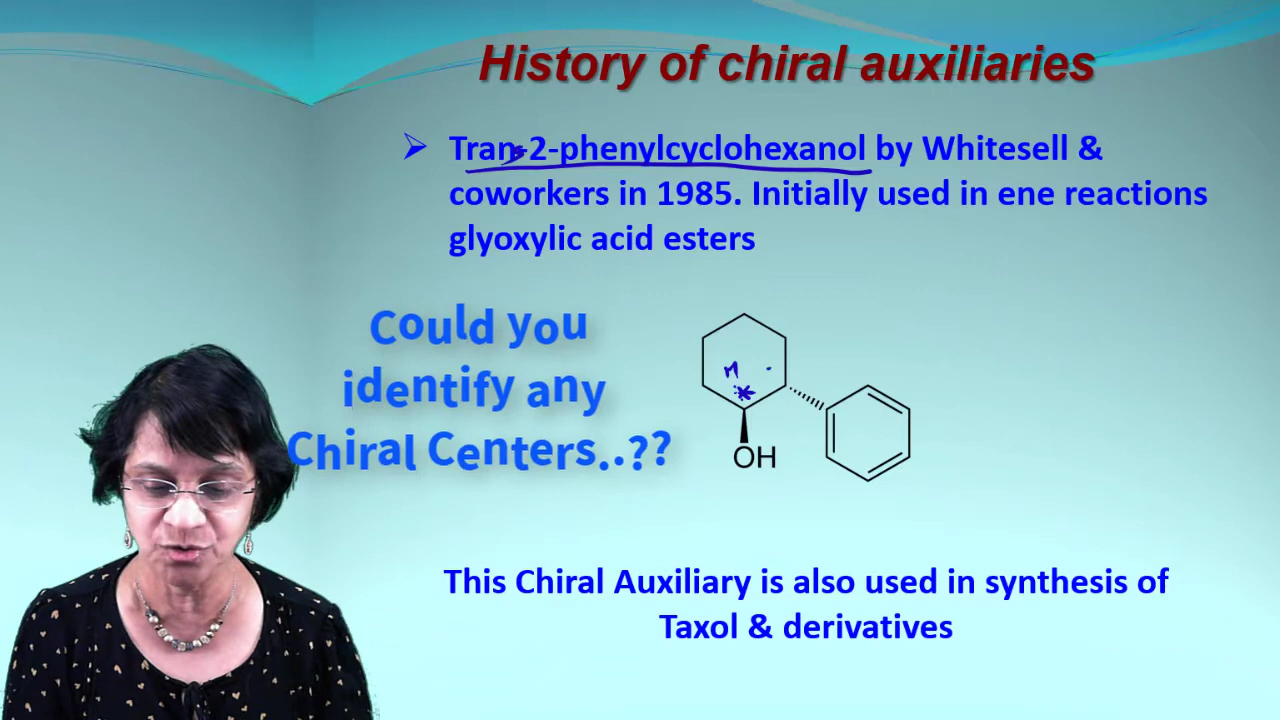 History of chiral auxiliaries
Tran-2-phenylcyclohexanol by Whitesell &
coworkers in 1985. Initially used in ene reactions
glyoxylic acid esters
Could you
identify any
Chiral Centers..??
OH
This Chiral Auxiliary is also used in synthesis of
Taxol & derivatives